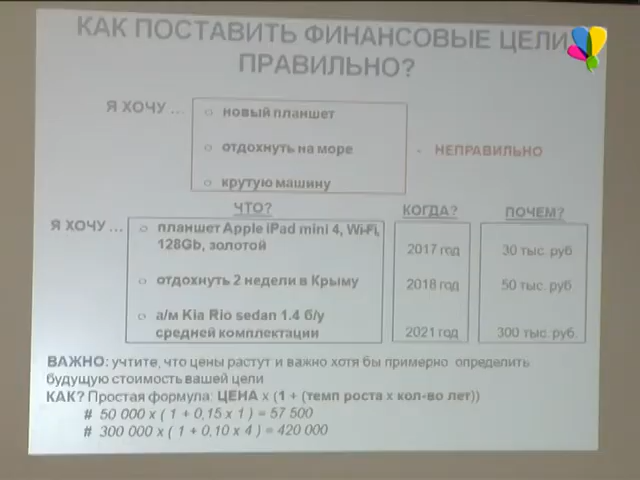 КАК ПОСТАВИТЬ ФИНАНСОВЫЕ ЦЕЛИ
ПРАВИЛЬНО?
Я ХОЧУ ...
o новый планшет
o отдохнуть на море
o крутую машину
- НЕПРАВИЛЬНО
ЧТО? КОГДА? ПОЧЕМ?
Я ХОЧУ ...
o планшет Apple iPad mini 4, Wi-Fi,
128Gb, золотой 2017 год 30 тыс. руб
o отдохнуть 2 недели в Крыму 2018 год 50 тыс. руб
o а/м Kia Rio sedan 1.4 б/у
средней комплектации 2021 год 300 тыс. руб.
ВАЖНО: учтите, что цены растут и важно хотя бы примерно определить
будущую стоимость вашей цели
КАК? Простая формула: ЦЕНА х (1 + (темп роста х кол-во лет))
# 50 000 х ( 1 + 0,15 х 1 ) = 57 500
# 300 000 х ( 1 + 0,10 х 4 ) = 420 000